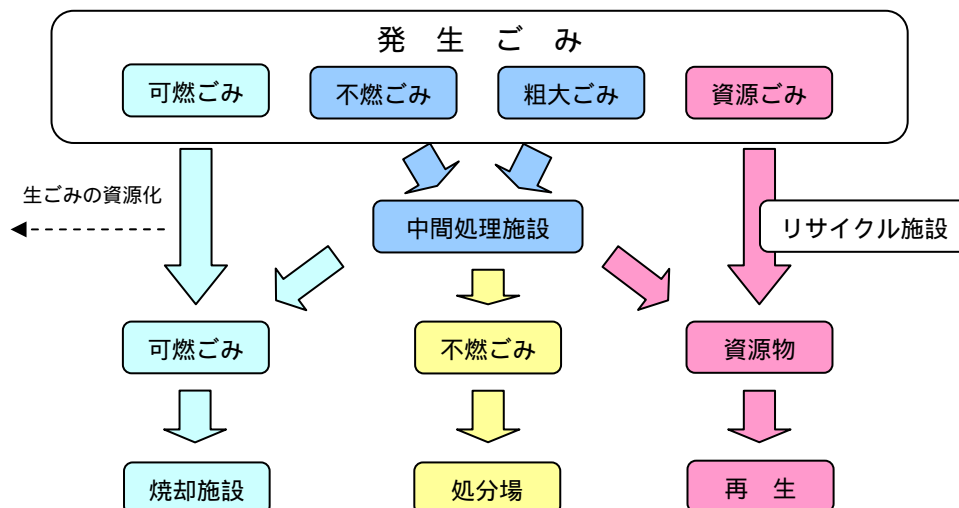 発 生 ご み
可燃ごみ
不燃ごみ
粗大ごみ
資源ごみ
生ごみの資源化
中間処理施設
リサイクル施設
可燃ごみ
不燃ごみ
資源物
焼却施設
処分場
再 生